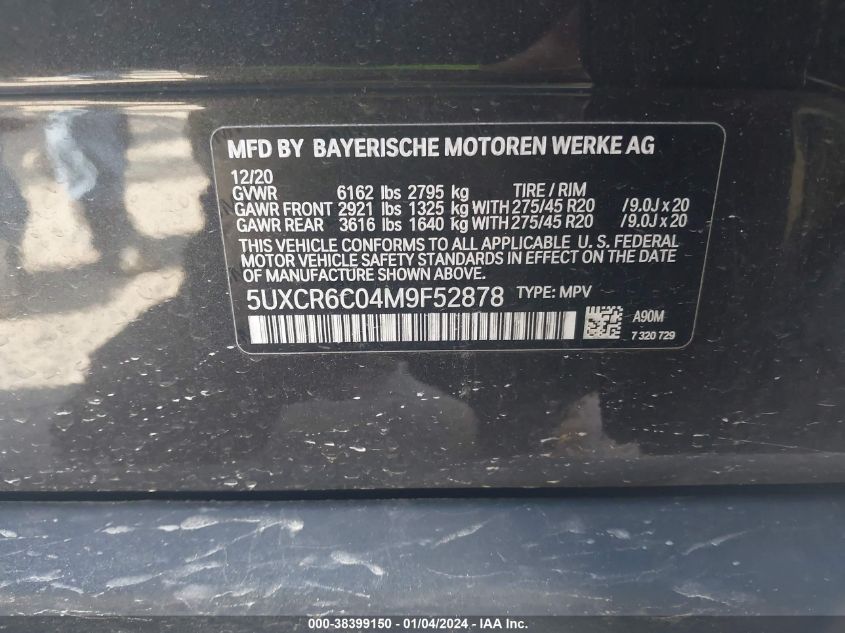 MFD BY BAYERISCHE MOTOREN WERKE AG
12/20
GVWR 6162 lbs 2795 kg TIRE / RIM
GAWR FRONT 2921 lbs 1325 kg WITH 275/45 R20 /9.0J x 20
GAWR REAR 3616 lbs 1640 kg WITH 275/45 R20 /9.0J x 20
THIS VEHICLE CONFORMS TO ALL APPLICABLE U. S. FEDERAL
MOTOR VEHICLE SAFETY STANDARDS IN EFFECT ON THE DATE
OF MANUFACTURE SHOWN ABOVE.
5UXCR6C04M9F52878 TYPE: MPV
A90M
7 320 729
000-38399150 - 01/04/2024 - IAA Inc.